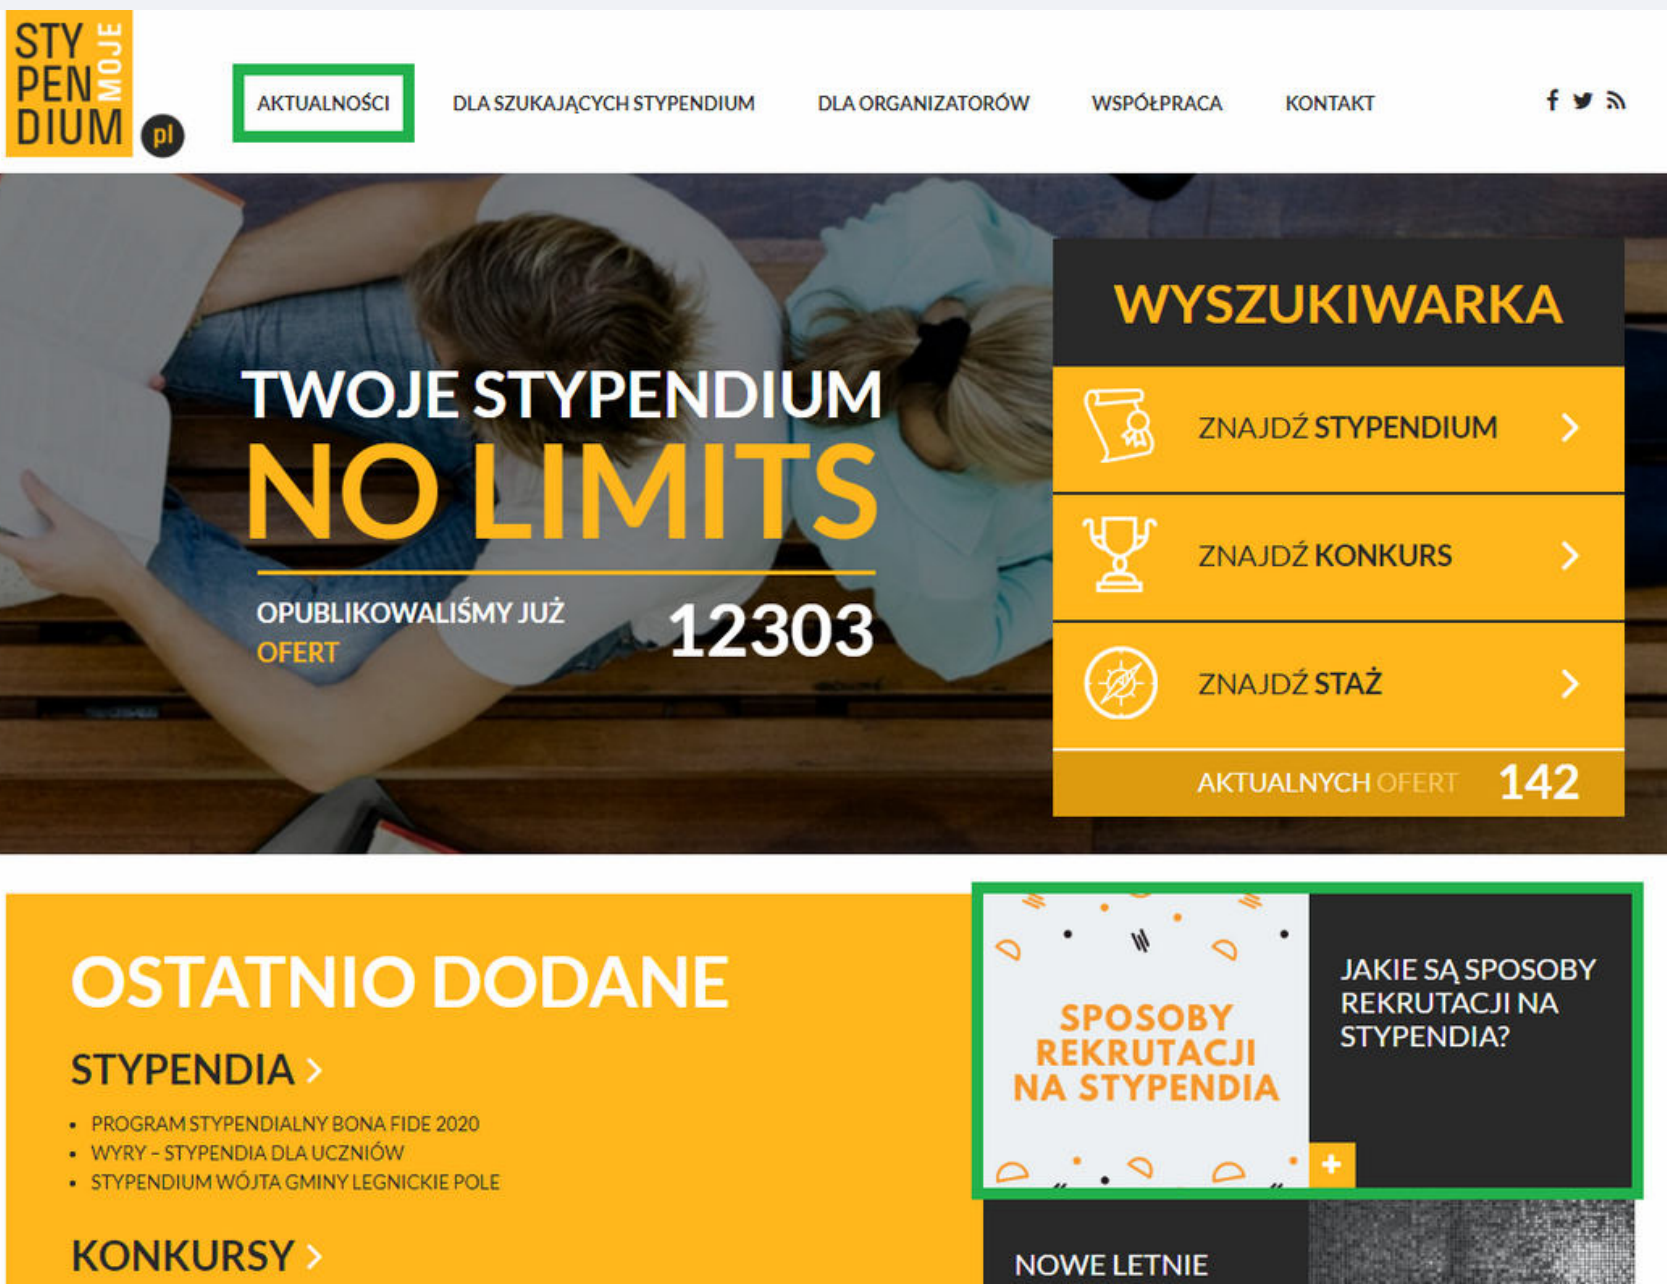 STY
PEN
DIUM
MOJE
pl
AKTUALNOŚCI
DLA SZUKAJĄCYCH STYPENDIUM
DLA ORGANIZATORÓW
WSPÓŁPRACA
KONTAKT
TWOJE STYPENDIUM
NO LIMITS
OPUBLIKOWALIŚMY JUŻ
OFERT
12303
WYSZUKIWARKA
ZNAJDŹ STYPENDIUM
ZNAJDŹ KONKURS
ZNAJDŹ STAŻ
AKTUALNYCH OFERT 142
OSTATNIO DODANE
STYPENDIA
• PROGRAM STYPENDIALNY BONA FIDE 2020
• WYRY – STYPENDIA DLA UCZNIÓW
• STYPENDIUM WÓJTA GMINY LEGNICKIE POLE
KONKURSY
SPOSOBY
REKRUTACJI
NA STYPENDIA
JAKIE SĄ SPOSOBY
REKRUTACJI NA
STYPENDIA?
NOWE LETNIE